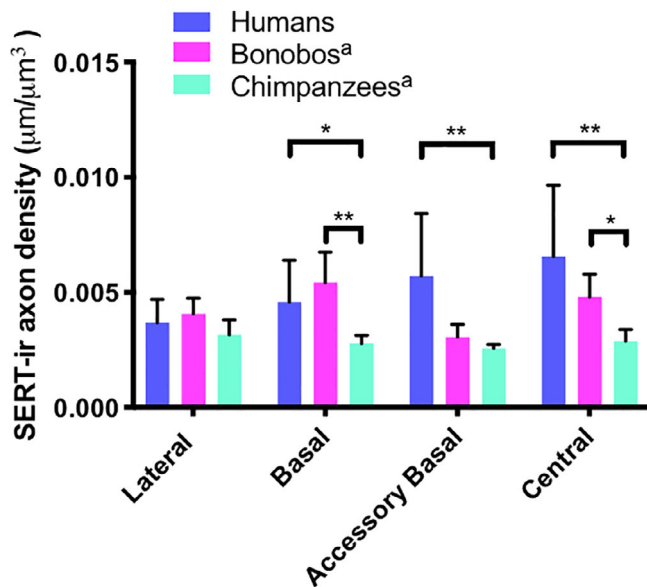 Humans
Bonobosᵃ
Chimpanzeesᵃ
SERT-ir axon density (μm/μm³)
0.015
0.010
0.005
0.000
*
**
**
**
*
Lateral
Basal
Accessory Basal
Central